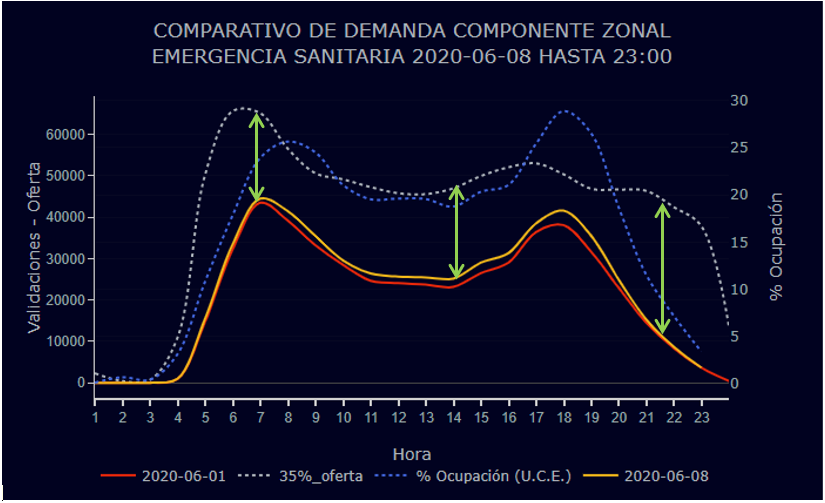 COMPARATIVO DE DEMANDA COMPONENTE ZONAL
EMERGENCIA SANITARIA 2020-06-08 HASTA 23:00
Validaciones - Oferta
60000
50000
40000
30000
20000
10000
0
30
25
20
15
10
5
0
% Ocupación
1 2 3 4 5 6 7 8 9 10 11 12 13 14 15 16 17 18 19 20 21 22 23
Hora
2020-06-01 35%_oferta % Ocupación (U.C.E.) 2020-06-08